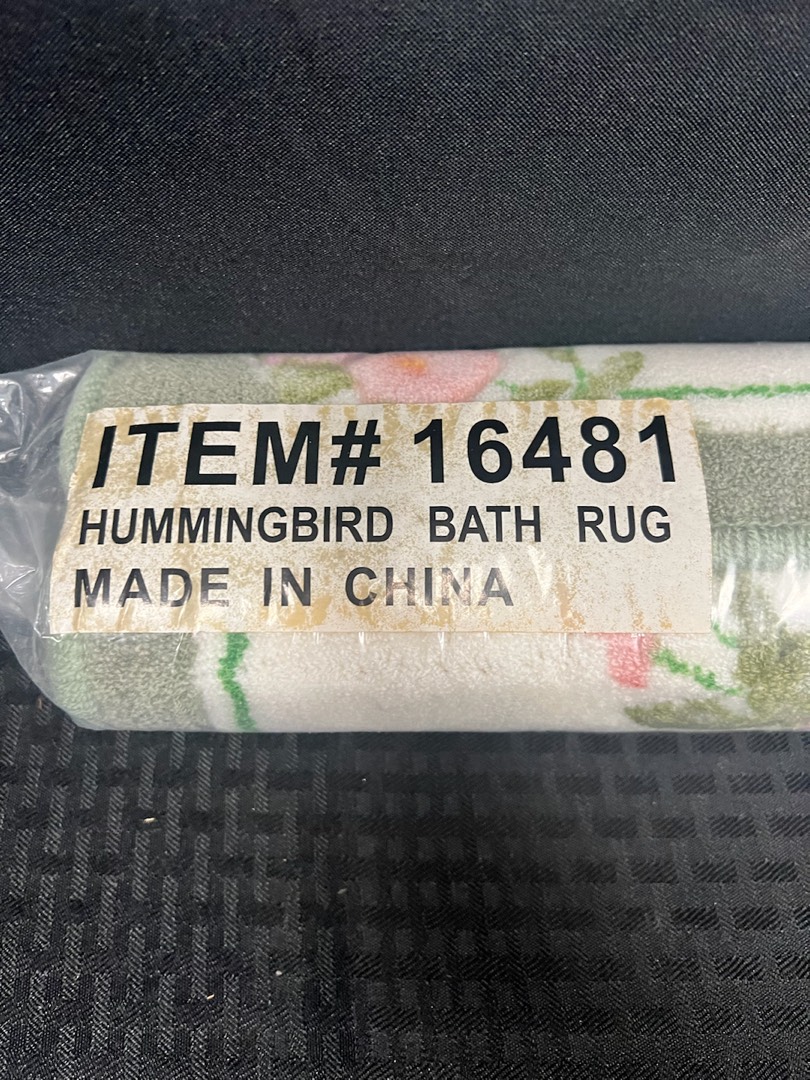 ITEM# 16481
HUMMINGBIRD BATH RUG
MADE IN CHINA